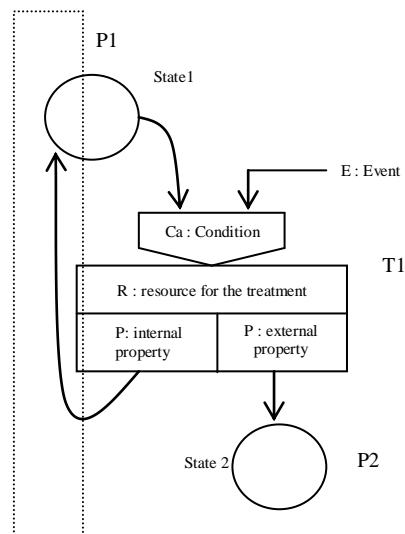 P1
State1
E : Event
Ca : Condition
T1
R : resource for the treatment
P: internal
property
P : external
property
State 2
P2